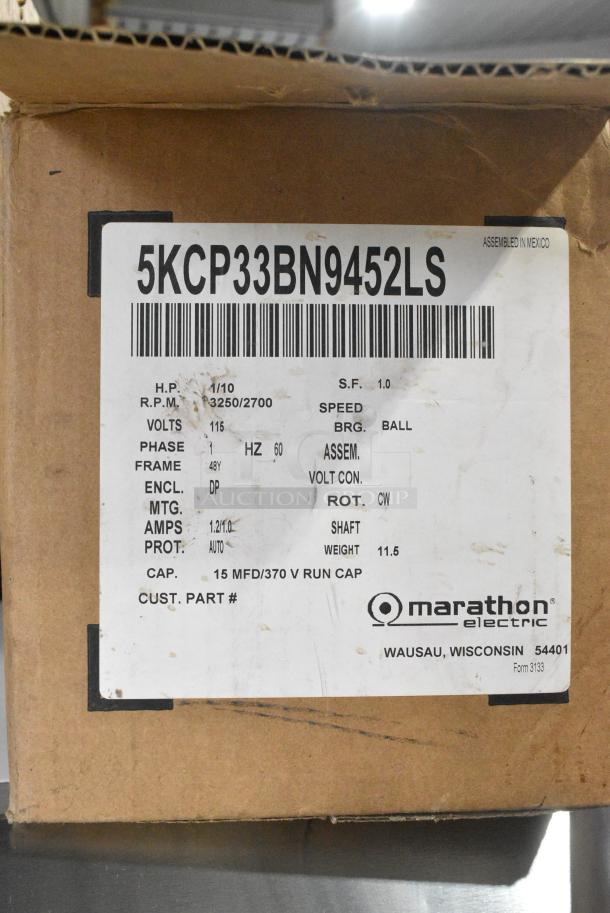 ASSEMBLED IN MEXICO
5KCP33BN9452LS
H.P. 1/10 S.F. 1.0
R.P.M. 3250/2700 SPEED
VOLTS 115 BRG. BALL
PHASE 1 HZ 60 ASSEM.
FRAME 48Y VOLT CON.
ENCL. DP ROT. CW
AUCTION GROUP
MTG.
AMPS 1.2/1.0 SHAFT
PROT. AUTO WEIGHT 11.5
CAP. 15 MFD/370 V RUN CAP
CUST. PART #
marathon®
electric
WAUSAU, WISCONSIN 54401
Form 3133